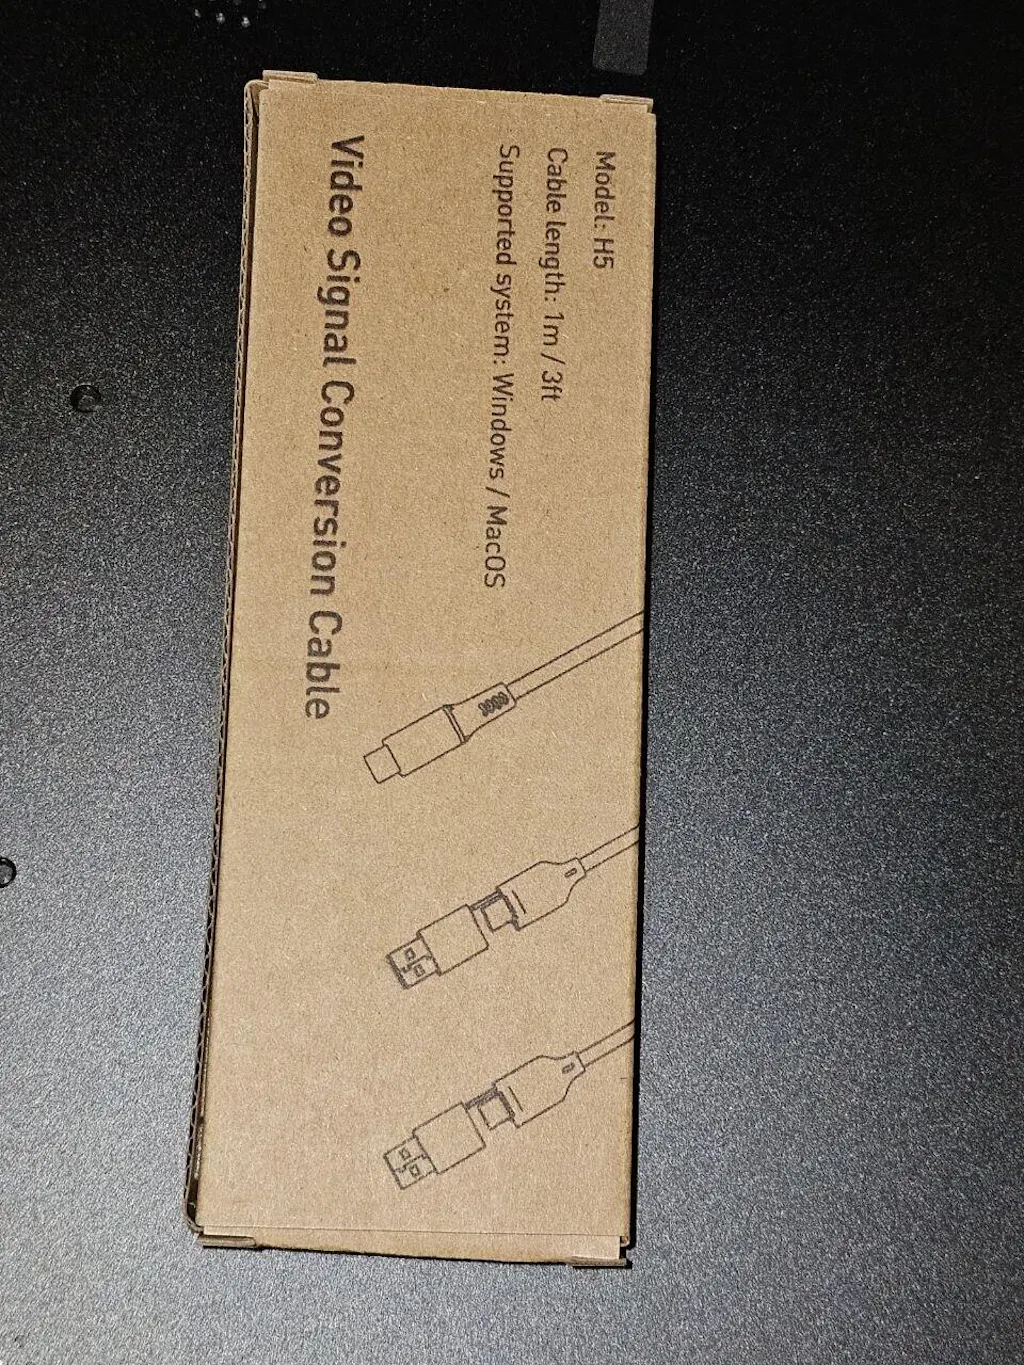 Model: H5
Cable length: 1m / 3ft
Supported system: Windows / MacOS
Video Signal Conversion Cable